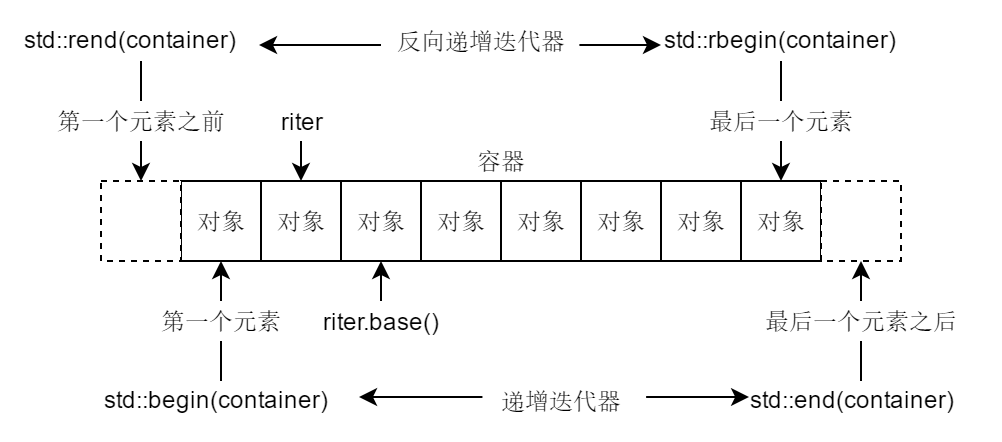 std::rend(container)
反向递增迭代器
std::rbegin(container)
第一个元素之前
riter
最后一个元素
容器
对象
对象
对象
对象
对象
对象
对象
对象
第一个元素
riter.base()
最后一个元素之后
std::begin(container)
递增迭代器
std::end(container)